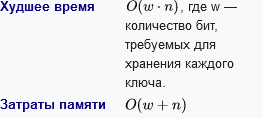 Худшее время O(w · n), где w —
количество бит,
требуемых для
хранения каждого
ключа.
Затраты памяти O(w + n)